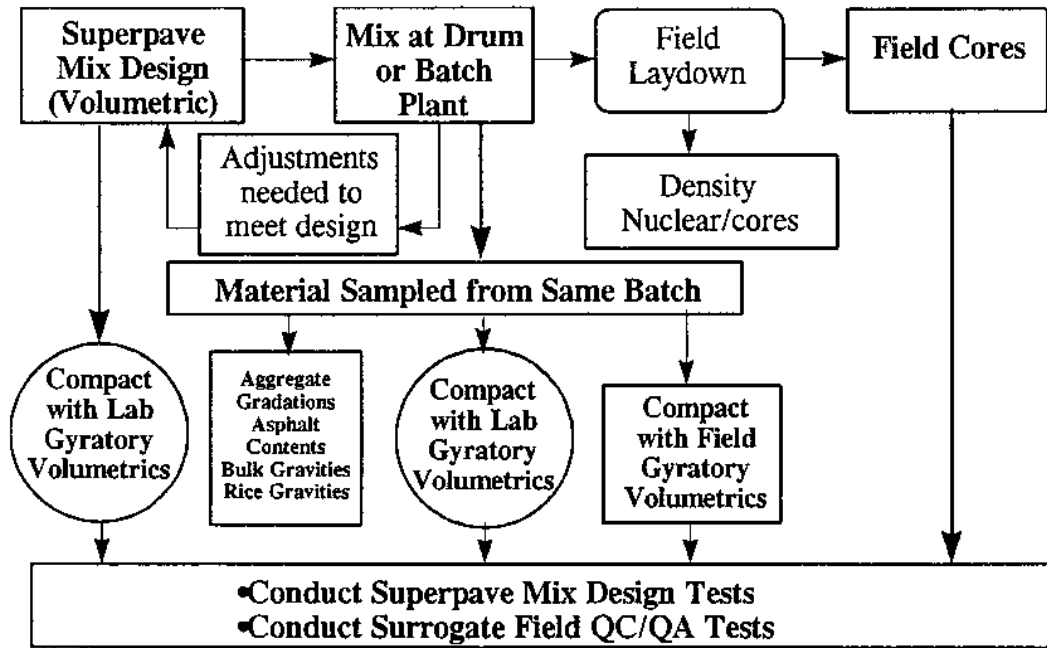 Superpave
Mix Design
(Volumetric)
Mix at Drum
or Batch
Plant
Field
Laydown
Field Cores
Adjustments
needed to
meet design
Density
Nuclear/cores
Material Sampled from Same Batch
Compact
with Lab
Gyratory
Volumetrics
Aggregate
Gradations
Asphalt
Contents
Bulk Gravities
Rice Gravities
Compact
with Lab
Gyratory
Volumetrics
Compact
with Field
Gyratory
Volumetrics
•Conduct Superpave Mix Design Tests
•Conduct Surrogate Field QC/QA Tests